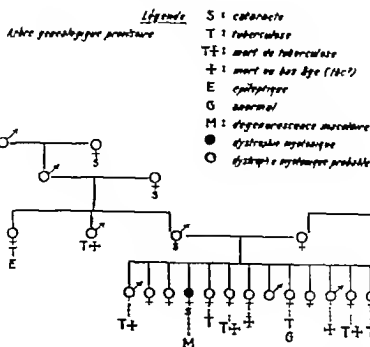 Légende
S : cataracte
Arbre généalogique provisoire
T : tuberculose
T+ : mort de tuberculose
+ : mort en bas âge (tbc?)
E épileptique
G anormal
M : dégénérescence maculaire
● dystrophie myotonique
○ dystrophie myotonique probable
S
S
T T+ S
E
T+ S T T+ + T + T+ T
M G